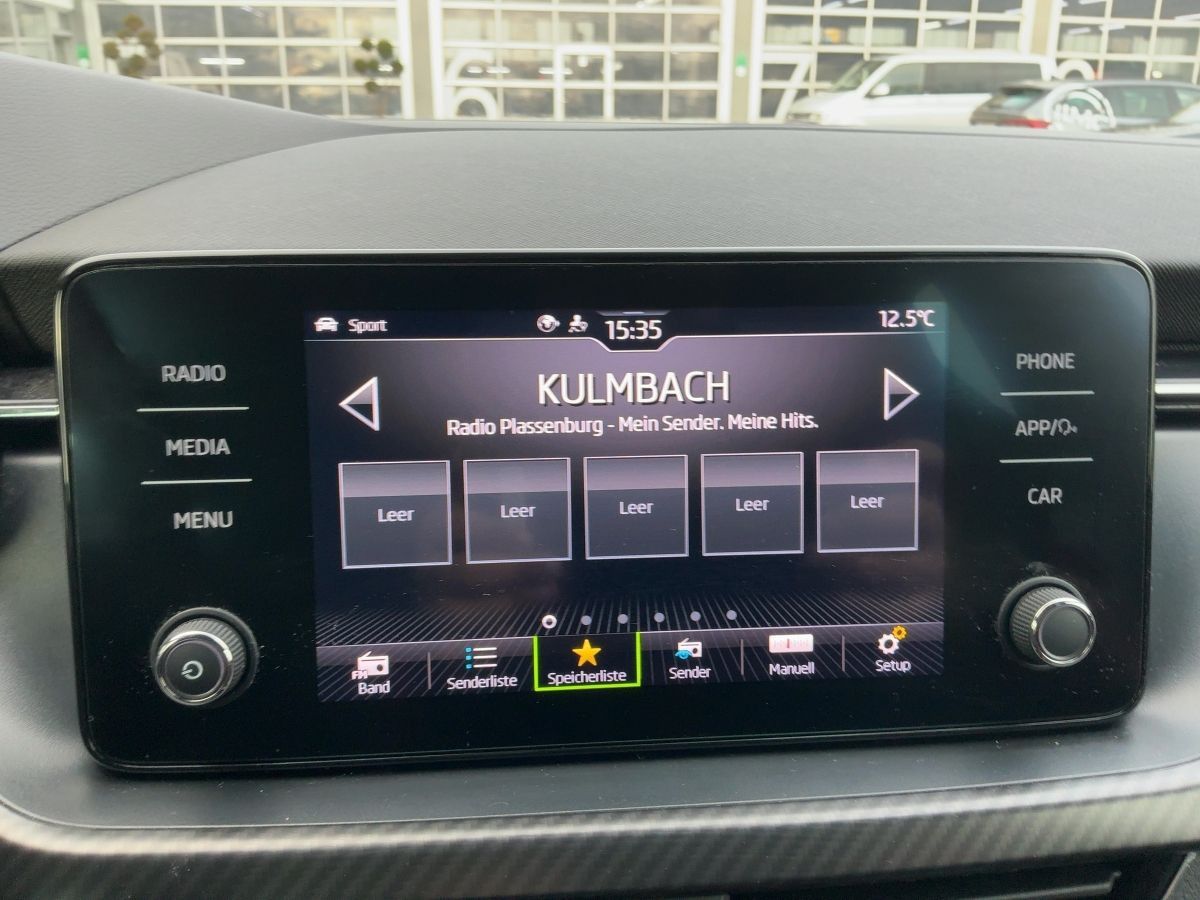 Sport 15:35 12.5°C
RADIO
MEDIA
MENU
KULMBACH
Radio Plassenburg - Mein Sender. Meine Hits.
Leer Leer Leer Leer Leer
FM
Band Senderliste Speicherliste Sender Manuell Setup
PHONE
APP/
CAR